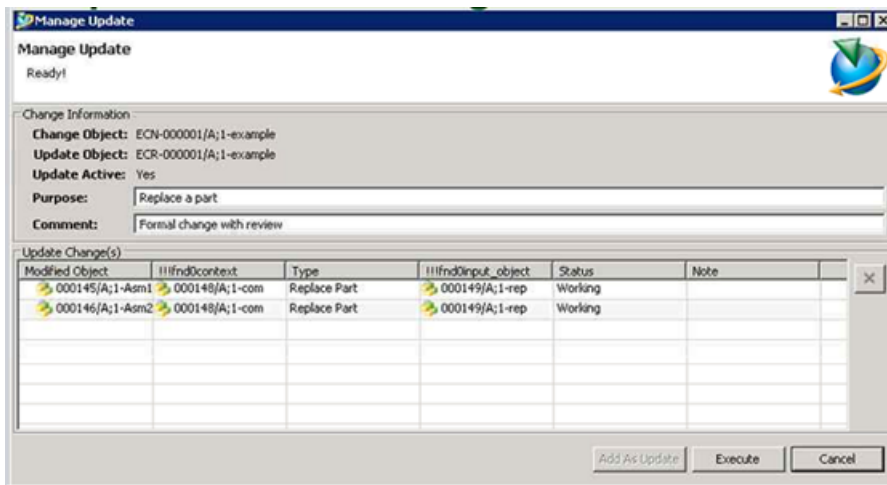 Manage Update
Manage Update
Ready!
Change Information
Change Object: ECN-000001/A;1-example
Update Object: ECR-000001/A;1-example
Update Active: Yes
Purpose: Replace a part
Comment: Formal change with review
Update Change(s)
Modified Object !!!fnd0context Type !!!fnd0input_object Status Note
000145/A;1-Asm1 000148/A;1-com Replace Part 000149/A;1-rep Working
000146/A;1-Asm2 000148/A;1-com Replace Part 000149/A;1-rep Working
Add As Update Execute Cancel